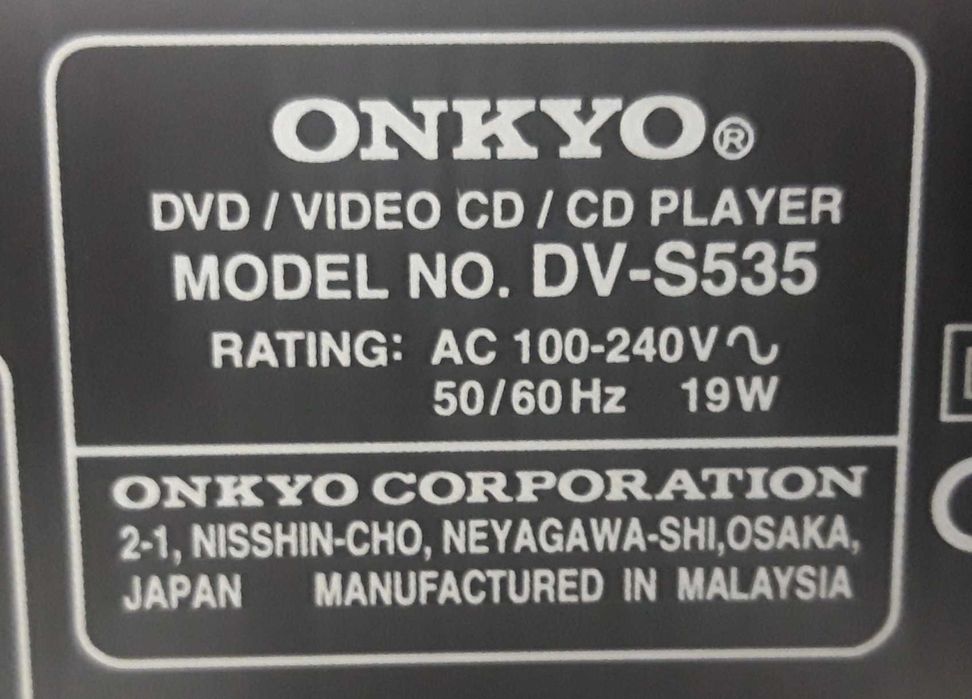 ONKYO®
DVD / VIDEO CD / CD PLAYER
MODEL NO. DV-S535
RATING: AC 100-240V∿
50/60Hz 19W
ONKYO CORPORATION
2-1, NISSHIN-CHO, NEYAGAWA-SHI,OSAKA,
JAPAN MANUFACTURED IN MALAYSIA